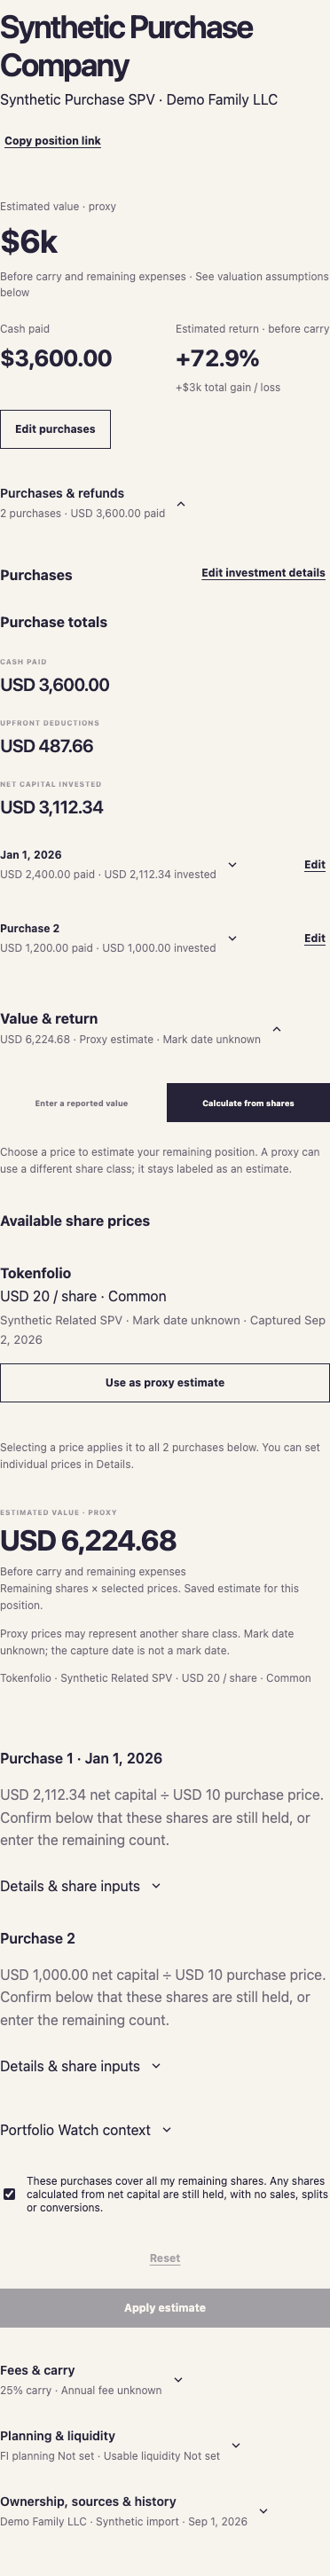 Synthetic Purchase
Company
Synthetic Purchase SPV · Demo Family LLC
Copy position link
Estimated value · proxy
$6k
Before carry and remaining expenses · See valuation assumptions
below
Cash paid
$3,600.00
Estimated return · before carry
+72.9%
+$3k total gain / loss
Edit purchases
Purchases & refunds
2 purchases · USD 3,600.00 paid
Purchases
Edit investment details
Purchase totals
CASH PAID
USD 3,600.00
UPFRONT DEDUCTIONS
USD 487.66
NET CAPITAL INVESTED
USD 3,112.34
Jan 1, 2026
USD 2,400.00 paid · USD 2,112.34 invested
Edit
Purchase 2
USD 1,200.00 paid · USD 1,000.00 invested
Edit
Value & return
USD 6,224.68 · Proxy estimate · Mark date unknown
Enter a reported value
Calculate from shares
Choose a price to estimate your remaining position. A proxy can
use a different share class; it stays labeled as an estimate.
Available share prices
Tokenfolio
USD 20 / share · Common
Synthetic Related SPV · Mark date unknown · Captured Sep
2, 2026
Use as proxy estimate
Selecting a price applies it to all 2 purchases below. You can set
individual prices in Details.
ESTIMATED VALUE · PROXY
USD 6,224.68
Before carry and remaining expenses
Remaining shares × selected prices. Saved estimate for this
position.
Proxy prices may represent another share class. Mark date
unknown; the capture date is not a mark date.
Tokenfolio · Synthetic Related SPV · USD 20 / share · Common
Purchase 1 · Jan 1, 2026
USD 2,112.34 net capital ÷ USD 10 purchase price.
Confirm below that these shares are still held, or
enter the remaining count.
Details & share inputs
Purchase 2
USD 1,000.00 net capital ÷ USD 10 purchase price.
Confirm below that these shares are still held, or
enter the remaining count.
Details & share inputs
Portfolio Watch context
These purchases cover all my remaining shares. Any shares
calculated from net capital are still held, with no sales, splits
or conversions.
Reset
Apply estimate
Fees & carry
25% carry · Annual fee unknown
Planning & liquidity
FI planning Not set · Usable liquidity Not set
Ownership, sources & history
Demo Family LLC · Synthetic import · Sep 1, 2026